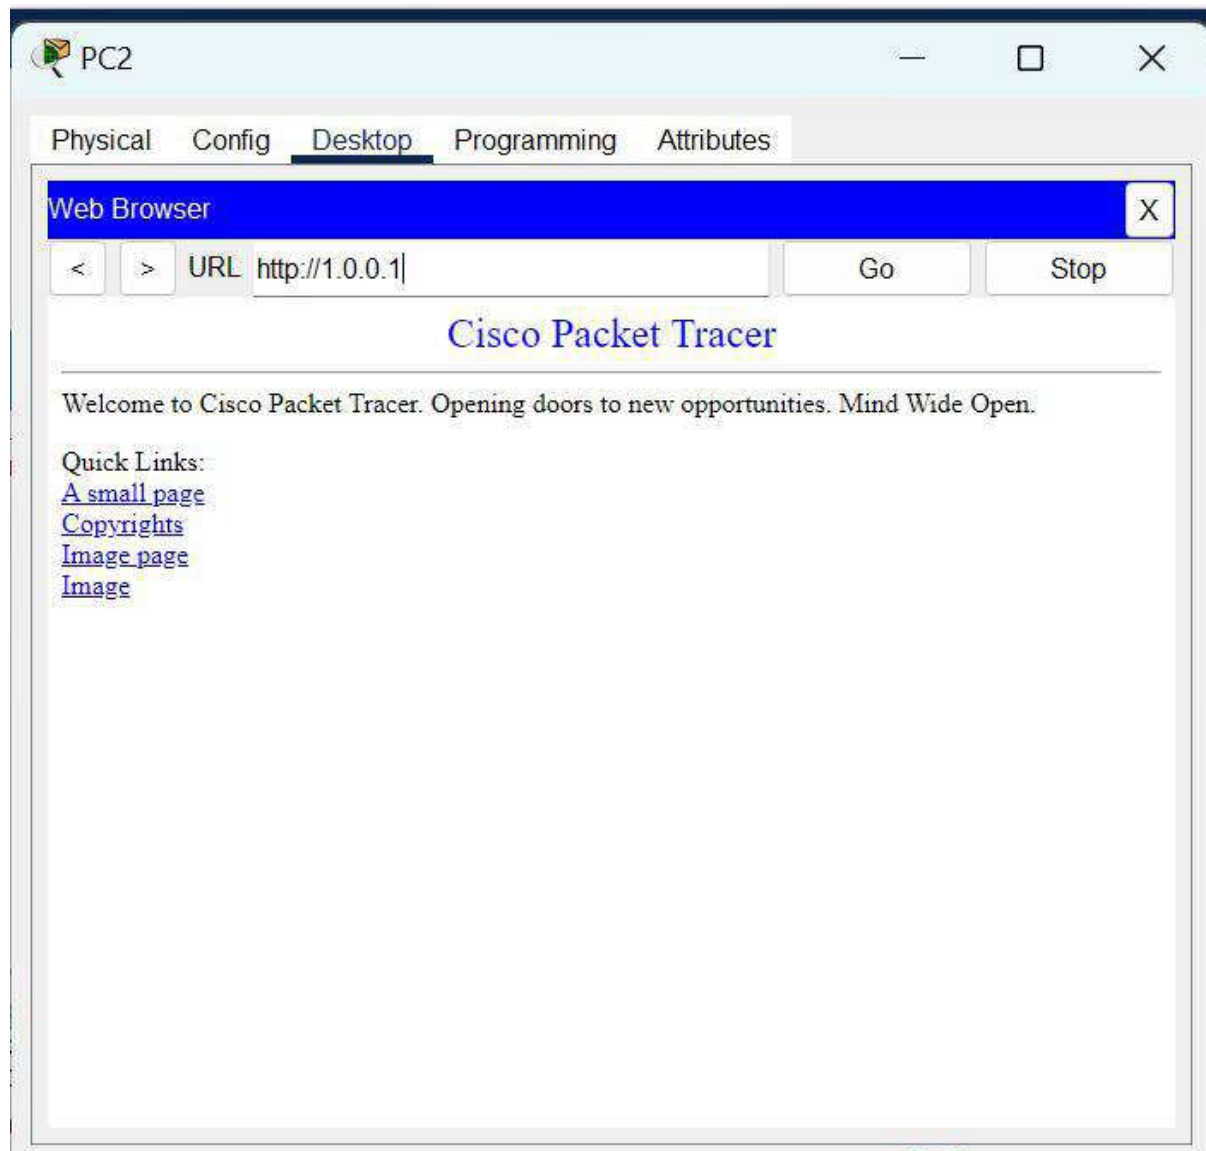 PC2
Physical Config Desktop Programming Attributes
Web Browser X
< > URL http://1.0.0.1 Go Stop
Cisco Packet Tracer
Welcome to Cisco Packet Tracer. Opening doors to new opportunities. Mind Wide Open.
Quick Links:
A small page
Copyrights
Image page
Image